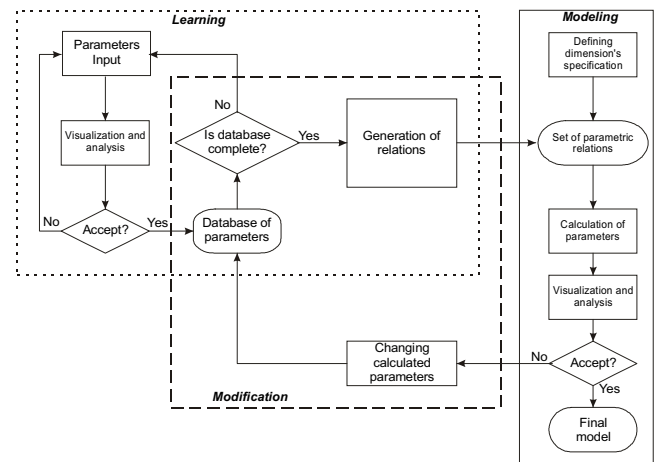 Learning
Modeling
Parameters
Input
Defining
dimension's
specification
No
Is database
complete?
Yes
Generation of
relations
Visualization and
analysis
Set of parametric
relations
No
Accept?
Yes
Database of
parameters
Calculation of
parameters
Visualization and
analysis
Changing
calculated
parameters
No
Accept?
Yes
Modification
Final
model